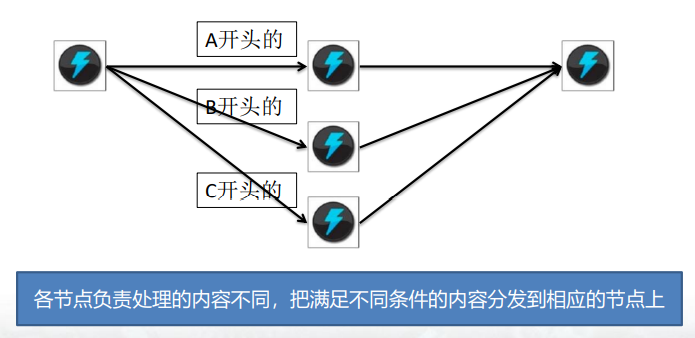 A开头的
B开头的
C开头的
各节点负责处理的内容不同，把满足不同条件的内容分发到相应的节点上